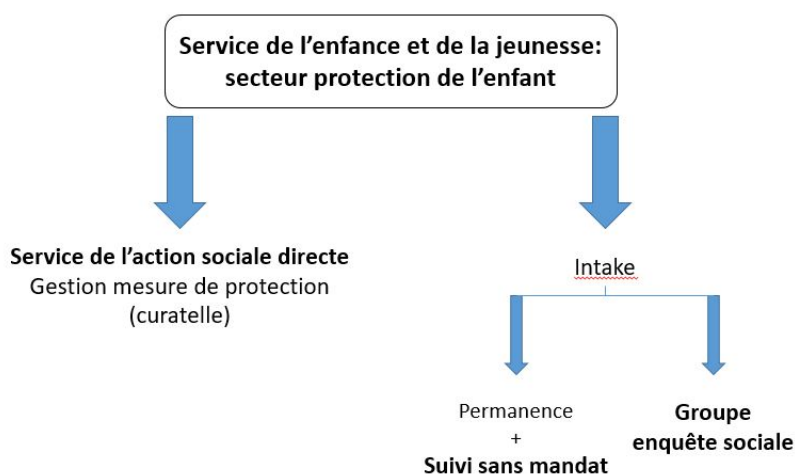 Service de l'enfance et de la jeunesse:
secteur protection de l'enfant
Service de l'action sociale directe
Gestion mesure de protection
(curatelle)
Intake
Permanence
+
Suivi sans mandat
Groupe
enquête sociale